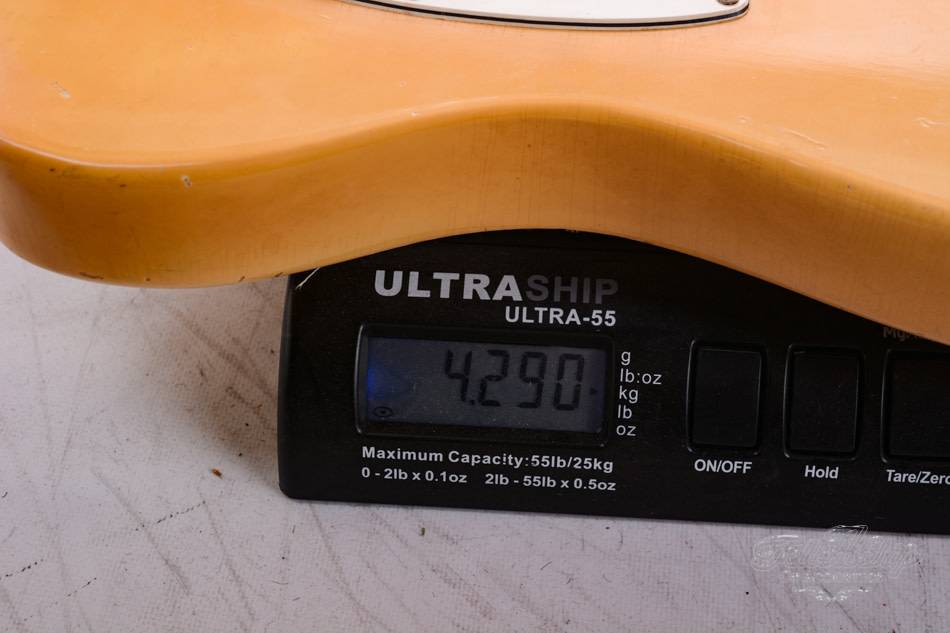 ULTRASHIP
ULTRA-55
4.290
g
lb:oz
kg
lb
oz
Maximum Capacity:55lb/25kg
0 - 2lb x 0.1oz 2lb - 55lb x 0.5oz
ON/OFF
Hold
Tare/Zero